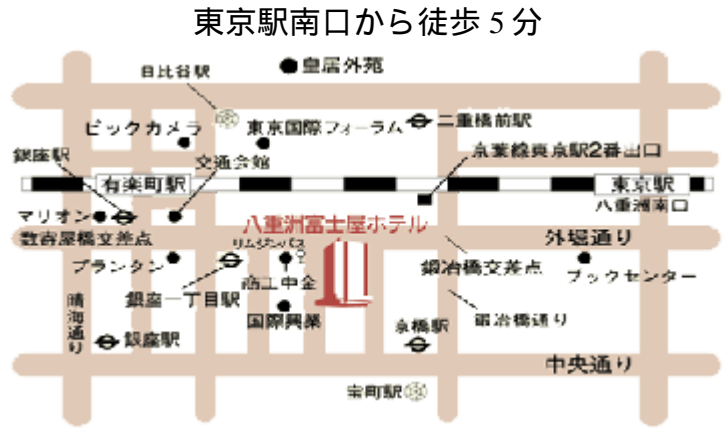 東京駅南口から徒歩5分
皇居外苑
日比谷駅
ビックカメラ
東京国際フォーラム
二重橋前駅
銀座駅
交通会館
京葉線東京駅2番出口
有楽町駅
東京駅
八重洲南口
マリオン
数寄屋橋交差点
八重洲富士屋ホテル
外堀通り
リムジンバス
プランタン
鍛冶橋交差点
ブックセンター
商工中金
銀座一丁目駅
晴海通り
国際興業
鍛冶橋通り
京橋駅
銀座駅
中央通り
宝町駅